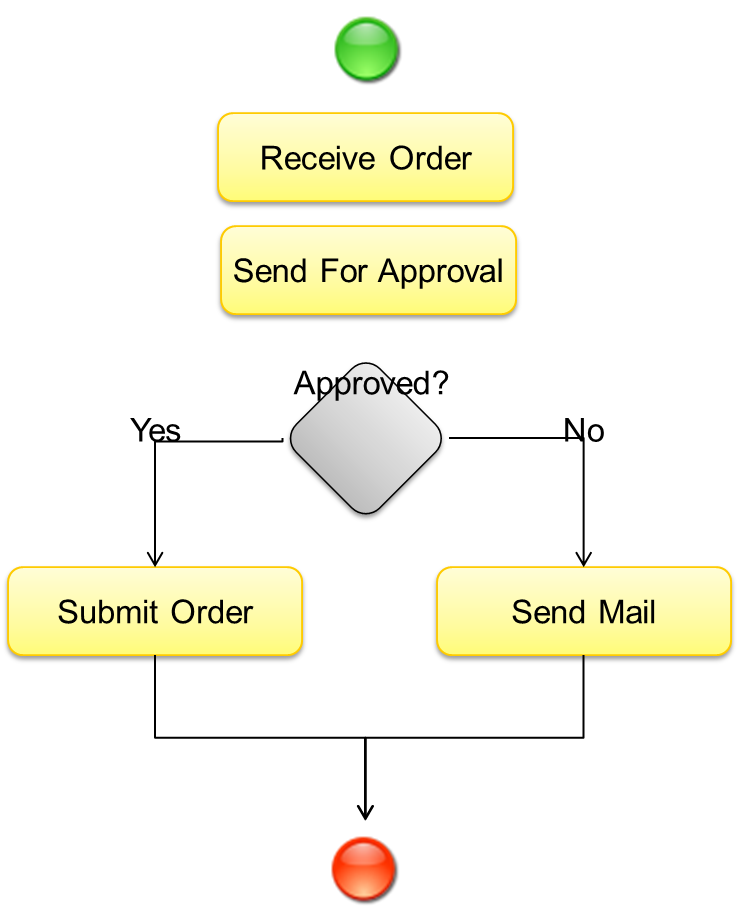 Receive Order
Send For Approval
Approved?
Yes
No
Submit Order
Send Mail